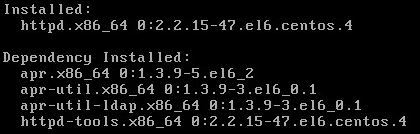 Installed:
httpd.x86_64 0:2.2.15-47.el6.centos.4
Dependency Installed:
apr.x86_64 0:1.3.9-5.el6_2
apr-util.x86_64 0:1.3.9-3.el6_0.1
apr-util-ldap.x86_64 0:1.3.9-3.el6_0.1
httpd-tools.x86_64 0:2.2.15-47.el6.centos.4